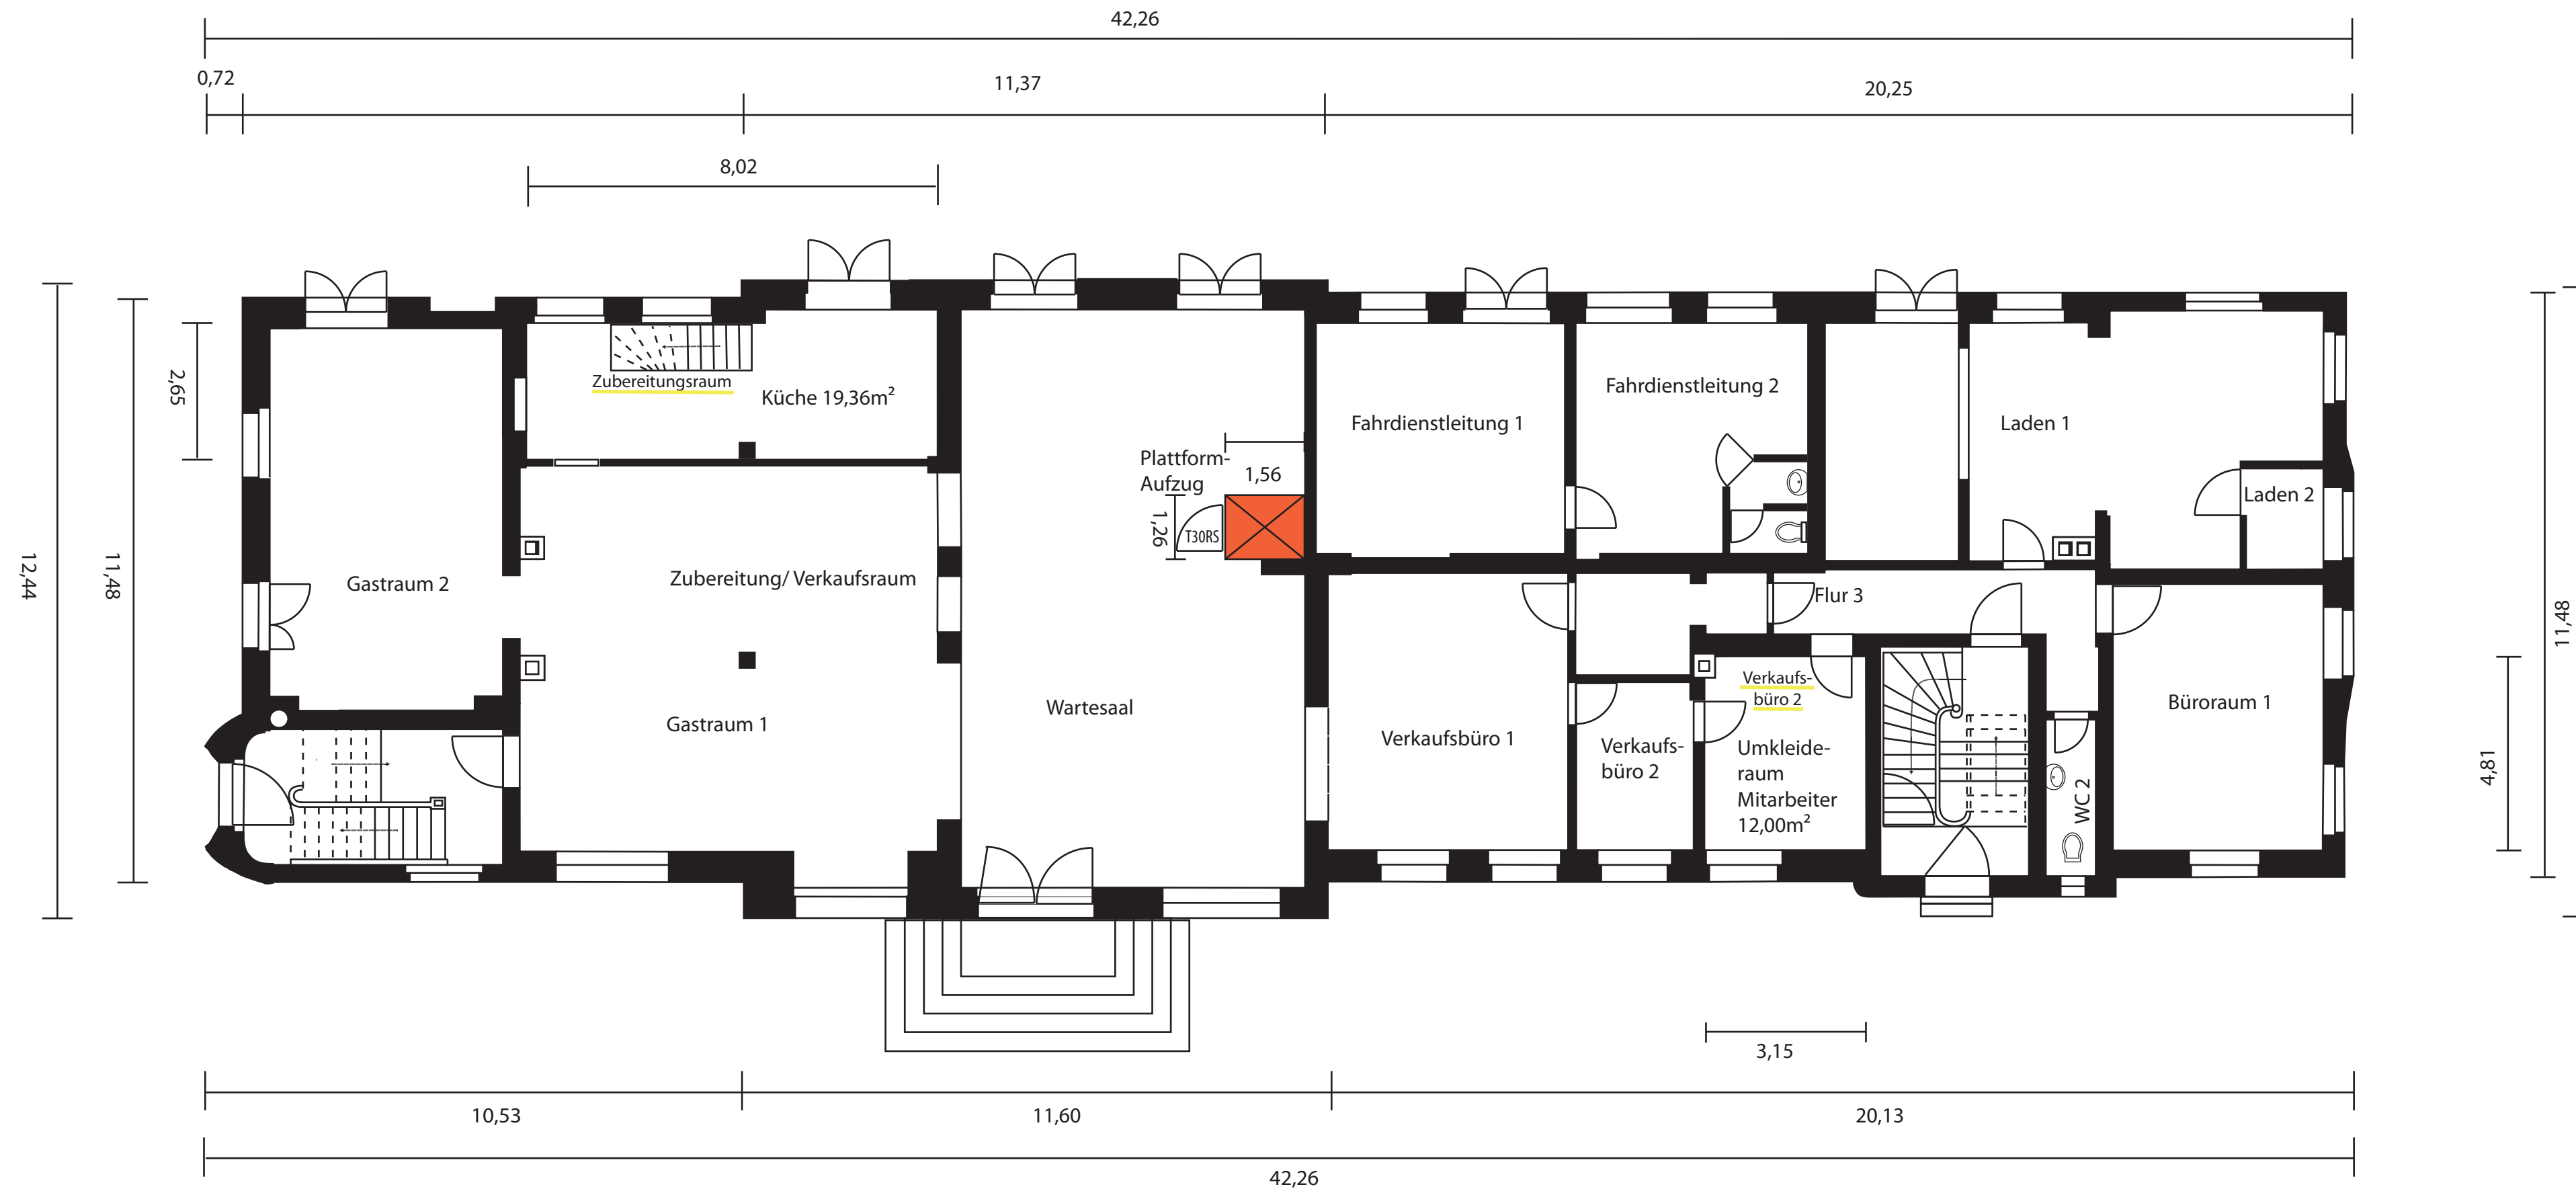 42,26
0,72
11,37
20,25
8,02
12,44
11,48
2,65
Zubereitungsraum
Küche 19,36m²
Plattform-
Aufzug
1,56
1,26
T30RS
Fahrdienstleitung 1
Fahrdienstleitung 2
Laden 1
Laden 2
Gastraum 2
Zubereitung/ Verkaufsraum
Gastraum 1
Wartesaal
Flur 3
Verkaufsbüro 1
Verkaufs-
büro 2
Verkaufs-
büro 2
Umkleide-
raum
Mitarbeiter
12,00m²
WC 2
Büroraum 1
11,48
4,81
3,15
10,53
11,60
20,13
42,26